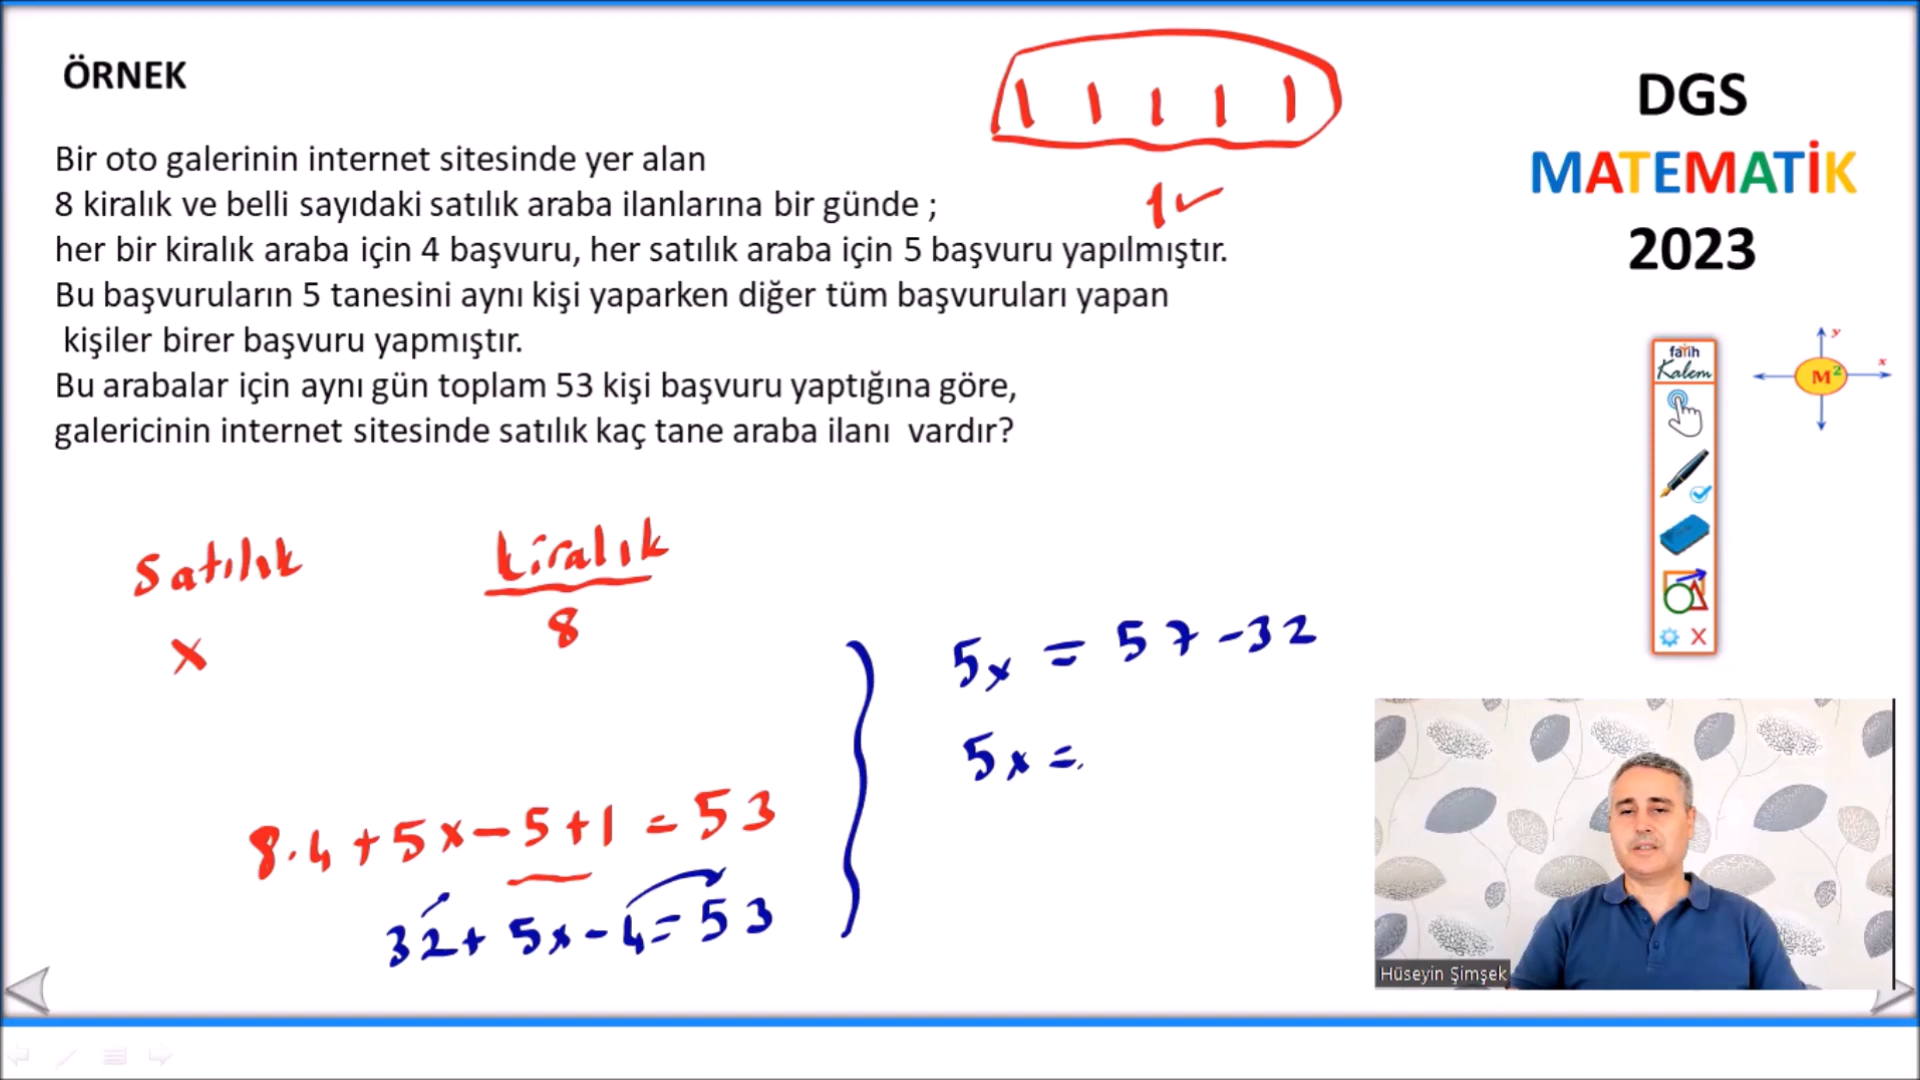 ÖRNEK
Bir oto galerinin internet sitesinde yer alan
8 kiralık ve belli sayıdaki satılık araba ilanlarına bir günde ;
her bir kiralık araba için 4 başvuru, her satılık araba için 5 başvuru yapılmıştır.
Bu başvuruların 5 tanesini aynı kişi yaparken diğer tüm başvuruları yapan
kişiler birer başvuru yapmıştır.
Bu arabalar için aynı gün toplam 53 kişi başvuru yaptığına göre,
galericinin internet sitesinde satılık kaç tane araba ilanı vardır?
1 1 1 1 1
1 ✓
DGS
MATEMATİK
2023
fatih
Kalem
y
x
M²
satılık
x
kiralık
8
8.4+5x-5+1=53
32+5x-4=53
5x = 57-32
5x =
Hüseyin Şimşek